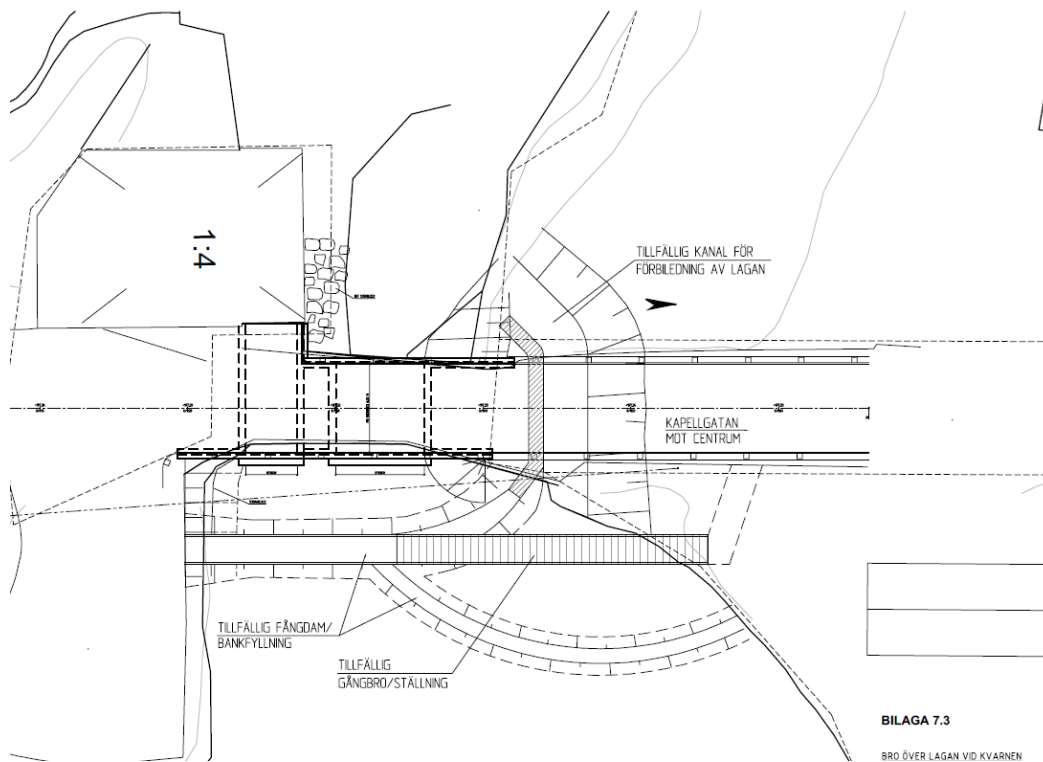 1:4
TILLFÄLLIG KANAL FÖR
FÖRBILEDNING AV LAGAN
KAPELLGATAN
MOT CENTRUM
TILLFÄLLIG FÅNGDAM/
BANKFYLLNING
TILLFÄLLIG
GÅNGBRO/STÄLLNING
BILAGA 7.3
BRO ÖVER LAGAN VID KVARNEN